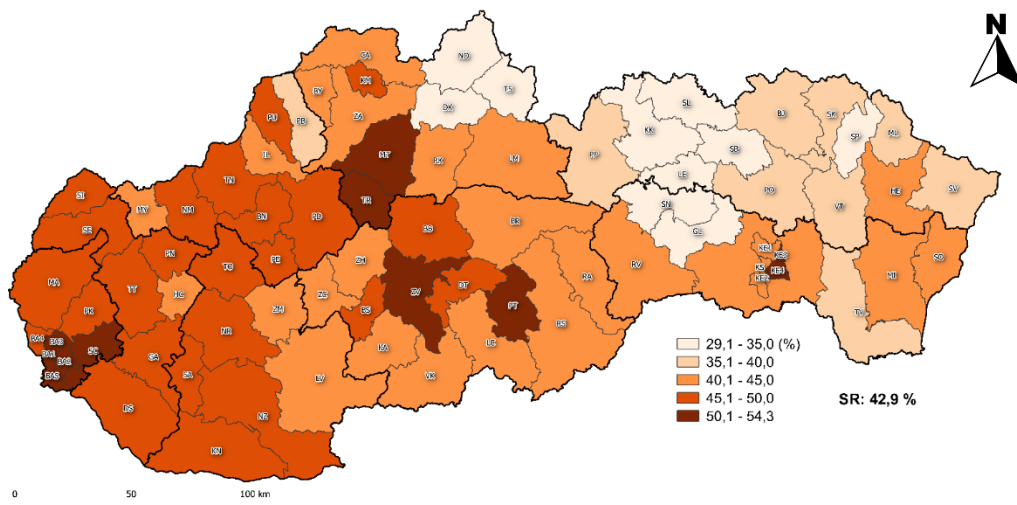 N
CA
NO
KM
TS
BY
DK
PU
PB
ZA
SL
BJ
SK
ML
KK
SP
SB
IL
MT
RK
LM
PP
LE
PO
HE
SV
TN
SI
NM
BN
PD
TR
SN
VT
MY
SE
BB
BR
GL
PN
PE
ZH
RV
MI
SO
MA
TO
TT
HC
ZC
ZV
DT
RA
PK
ZM
BS
PT
TV
NR
KA
RS
SC
GA
LC
SA
LV
VK
DS
NZ
KN
29,1 - 35,0 (%)
35,1 - 40,0
40,1 - 45,0
45,1 - 50,0
50,1 - 54,3
SR: 42,9 %
0 50 100 km